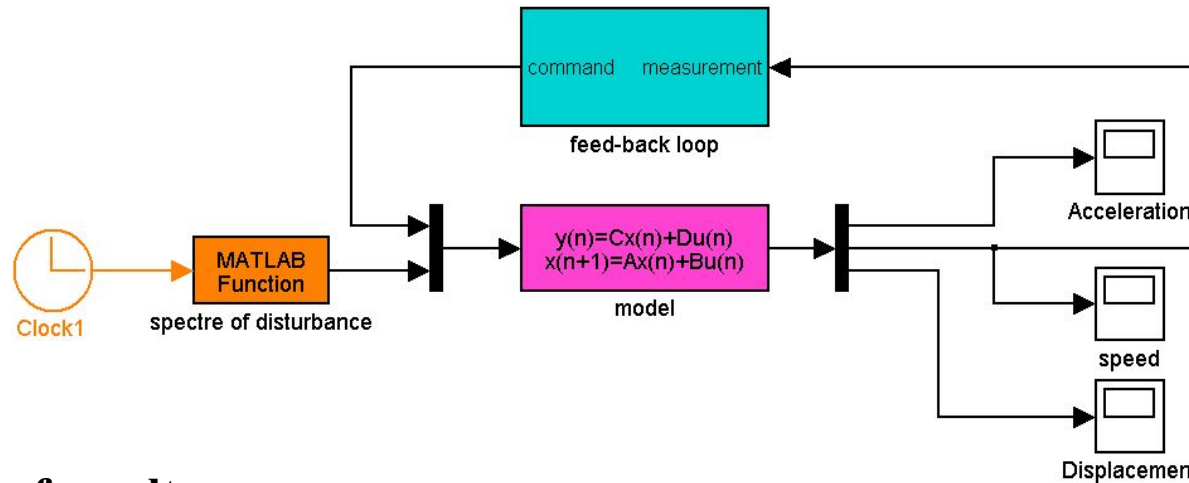 command measurement
feed-back loop
Acceleration
y(n)=Cx(n)+Du(n)
x(n+1)=Ax(n)+Bu(n)
model
MATLAB
Function
spectre of disturbance
Clock1
speed
Displacemen